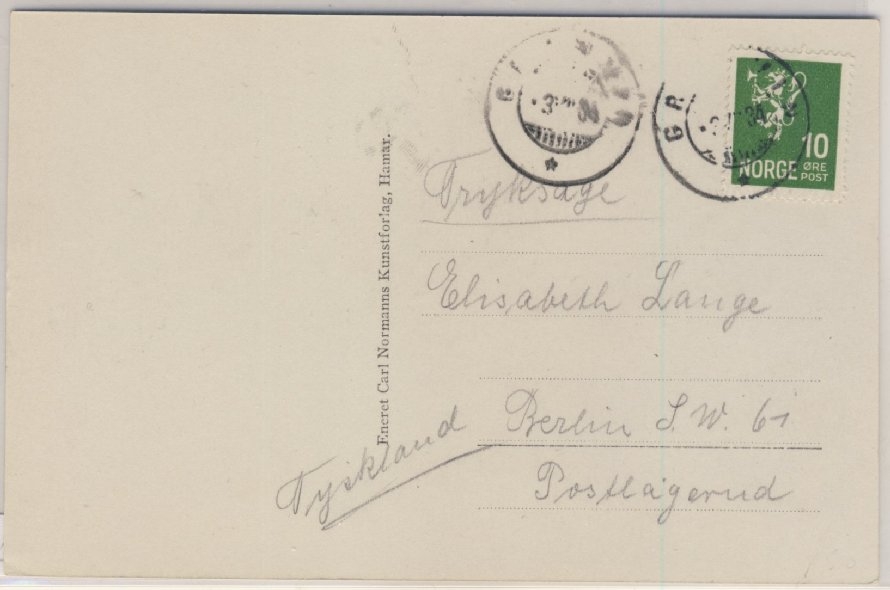 10
ØRE
NORGE POST
Tryksage
Elisabeth Lange
Berlin S.W. 61
Tyskland
Postlagernd
Eneret Carl Normanns Kunstforlag, Hamar.